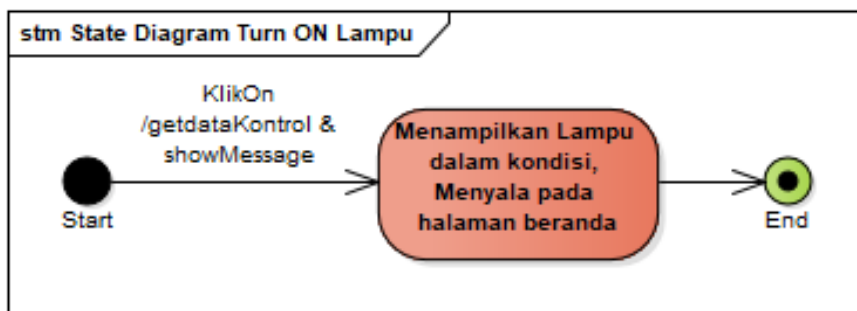 stm State Diagram Turn ON Lampu
KlikOn
/getdataKontrol &
showMessage
Start
Menampilkan Lampu
dalam kondisi,
Menyala pada
halaman beranda
End